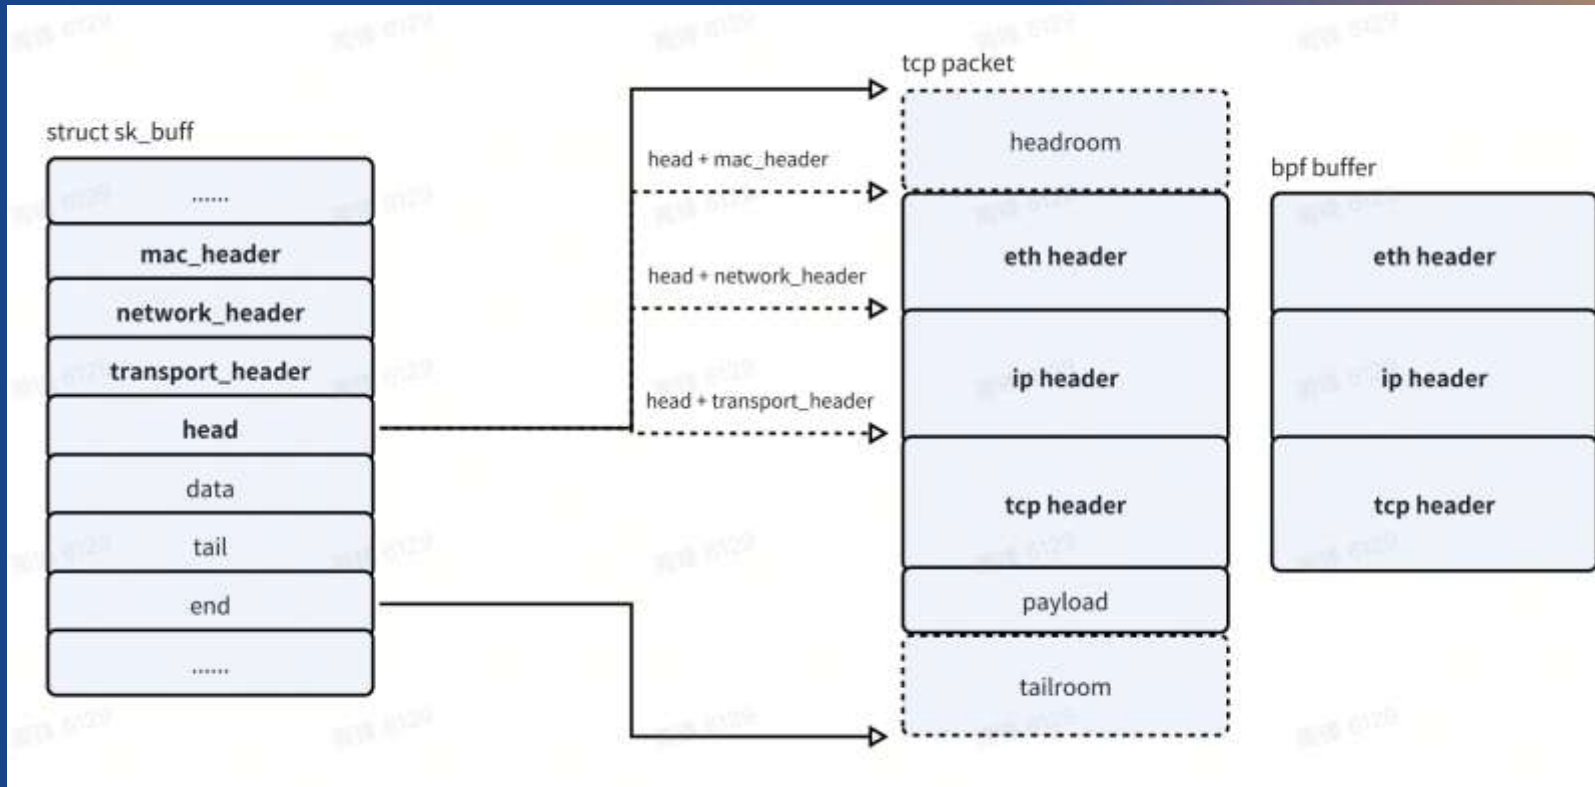 struct sk_buff
......
mac_header
network_header
transport_header
head
data
tail
end
......
head + mac_header
head + network_header
head + transport_header
tcp packet
headroom
eth header
ip header
tcp header
payload
tailroom
bpf buffer
eth header
ip header
tcp header